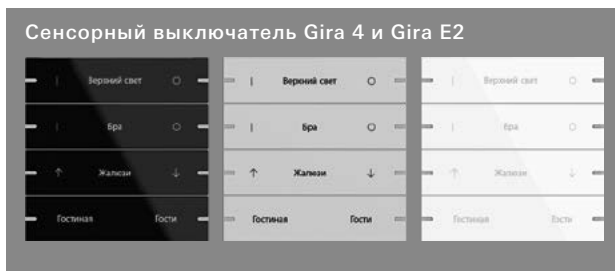 Сенсорный выключатель Gira 4 и Gira E2
| Верхний свет ○
| Бра ○
↑ Жалюзи ↓
Гостиная Гости
| Верхний свет ○
| Бра ○
↑ Жалюзи ↓
Гостиная Гости
| Верхний свет ○
| Бра ○
↑ Жалюзи ↓
Гостиная Гости